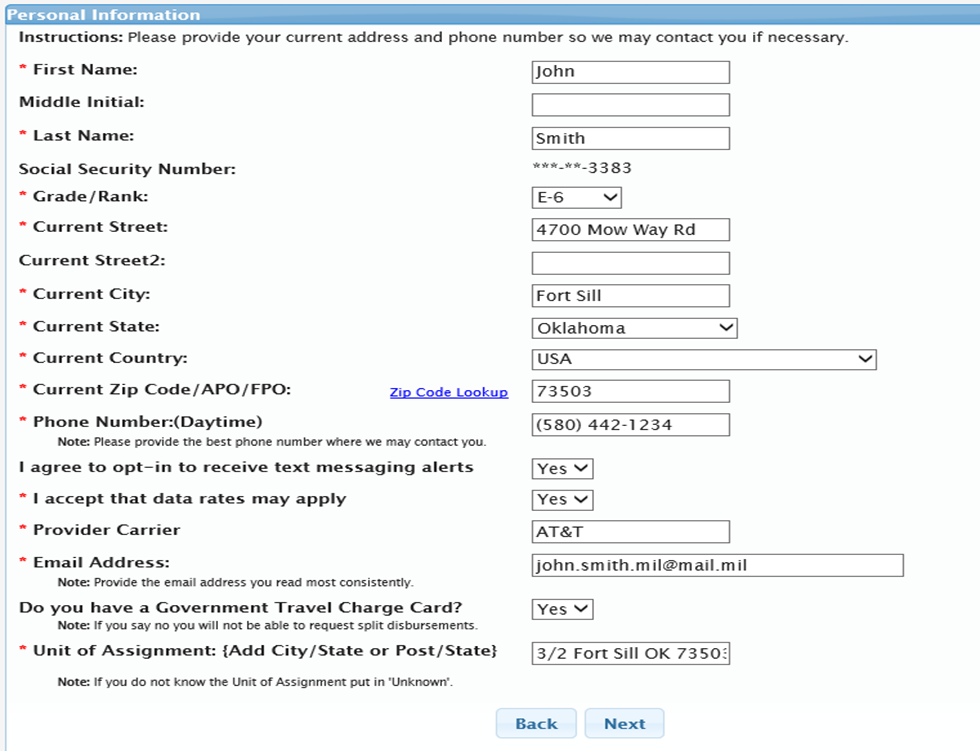 Personal Information
Instructions: Please provide your current address and phone number so we may contact you if necessary.
* First Name: John
Middle Initial:
* Last Name: Smith
Social Security Number: ***-**-3383
* Grade/Rank: E-6
* Current Street: 4700 Mow Way Rd
Current Street2:
* Current City: Fort Sill
* Current State: Oklahoma
* Current Country: USA
* Current Zip Code/APO/FPO: Zip Code Lookup 73503
* Phone Number:(Daytime) (580) 442-1234
Note: Please provide the best phone number where we may contact you.
I agree to opt-in to receive text messaging alerts Yes
* I accept that data rates may apply Yes
* Provider Carrier AT&T
* Email Address: john.smith.mil@mail.mil
Note: Provide the email address you read most consistently.
Do you have a Government Travel Charge Card? Yes
Note: If you say no you will not be able to request split disbursements.
* Unit of Assignment: {Add City/State or Post/State} 3/2 Fort Sill OK 73503
Note: If you do not know the Unit of Assignment put in 'Unknown'.
Back Next